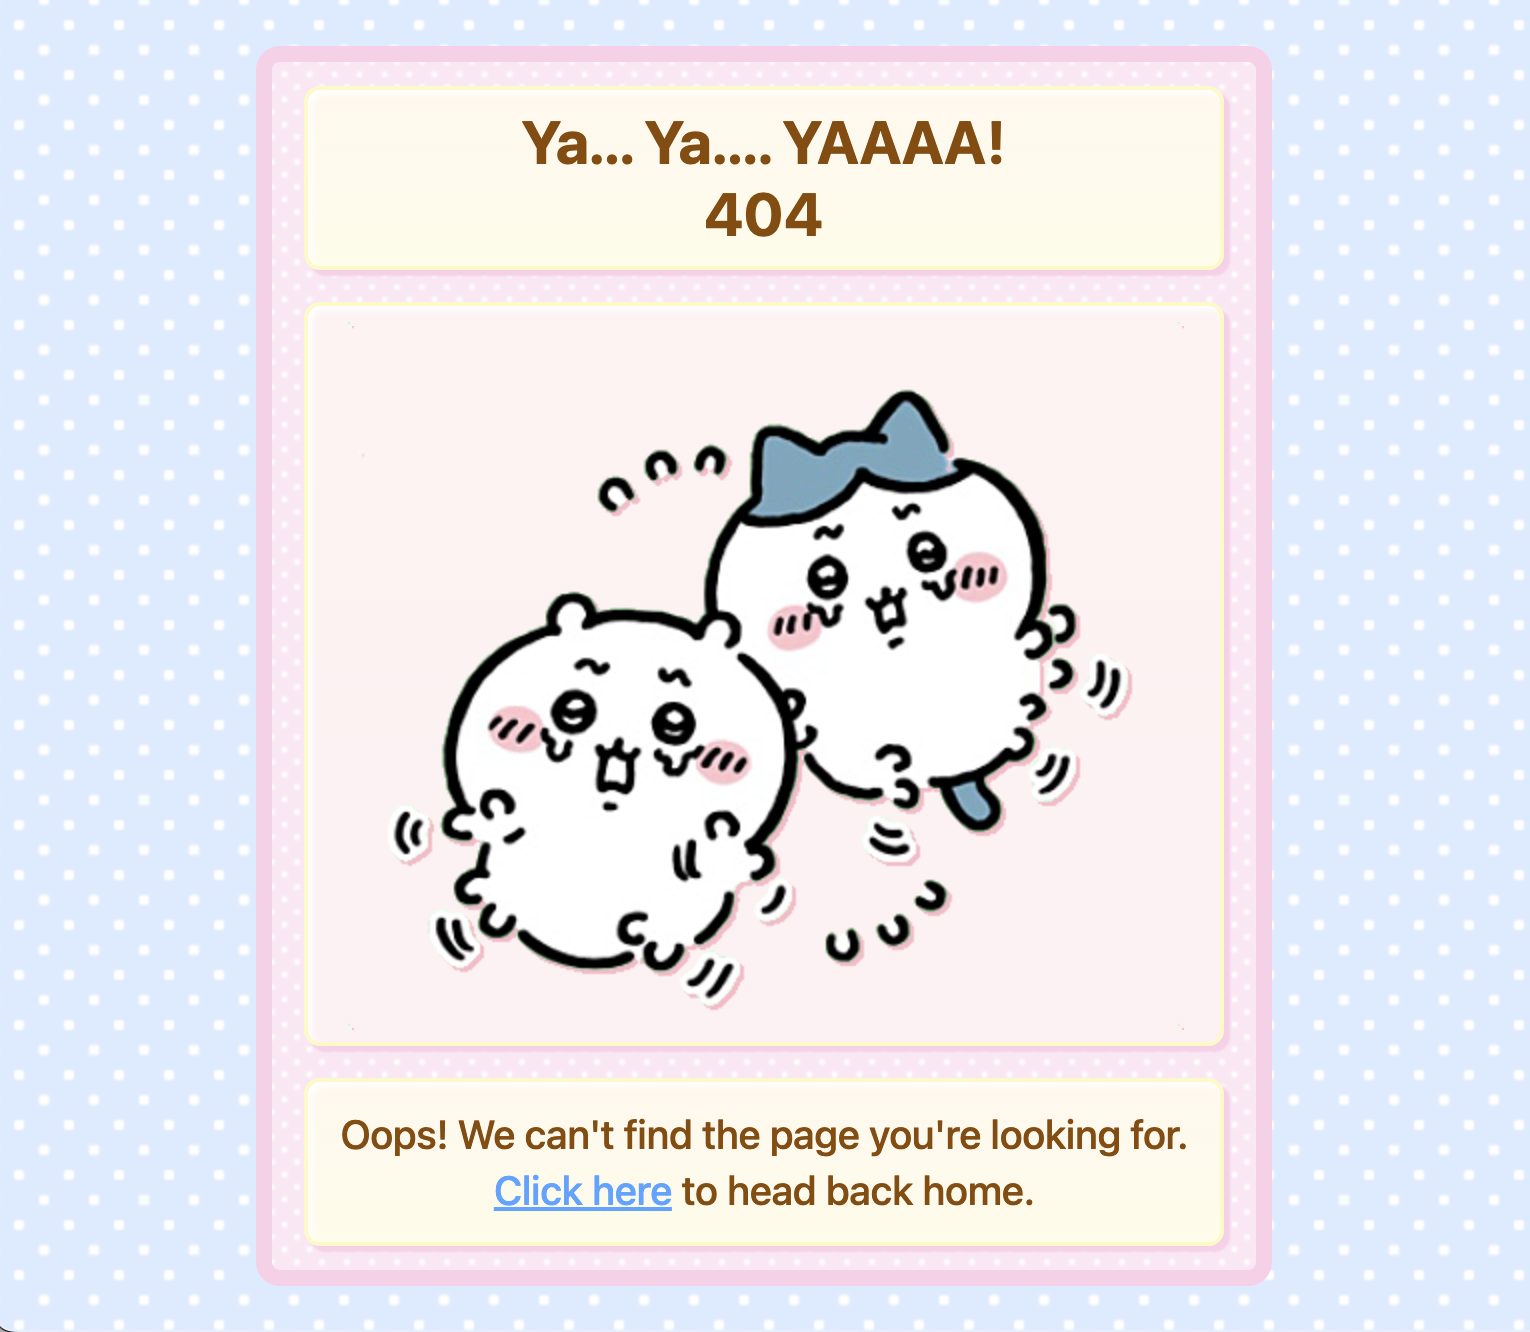 Ya... Ya.... YAAAA!
404
Oops! We can't find the page you're looking for.
Click here to head back home.